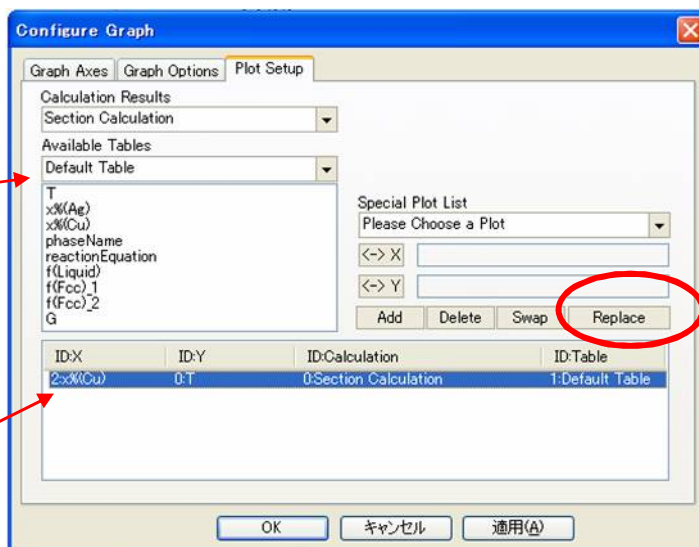 Configure Graph
Graph Axes Graph Options Plot Setup
Calculation Results
Section Calculation
Available Tables
Default Table
T
x%(Ag)
x%(Cu)
phaseName
reactionEquation
f(Liquid)
f(Fcc)_1
f(Fcc)_2
G
Special Plot List
Please Choose a Plot
<-> X
<-> Y
Add Delete Swap Replace
ID:X ID:Y ID:Calculation ID:Table
2:x%(Cu) 0:T 0:Section Calculation 1:Default Table
OK キャンセル 適用(A)